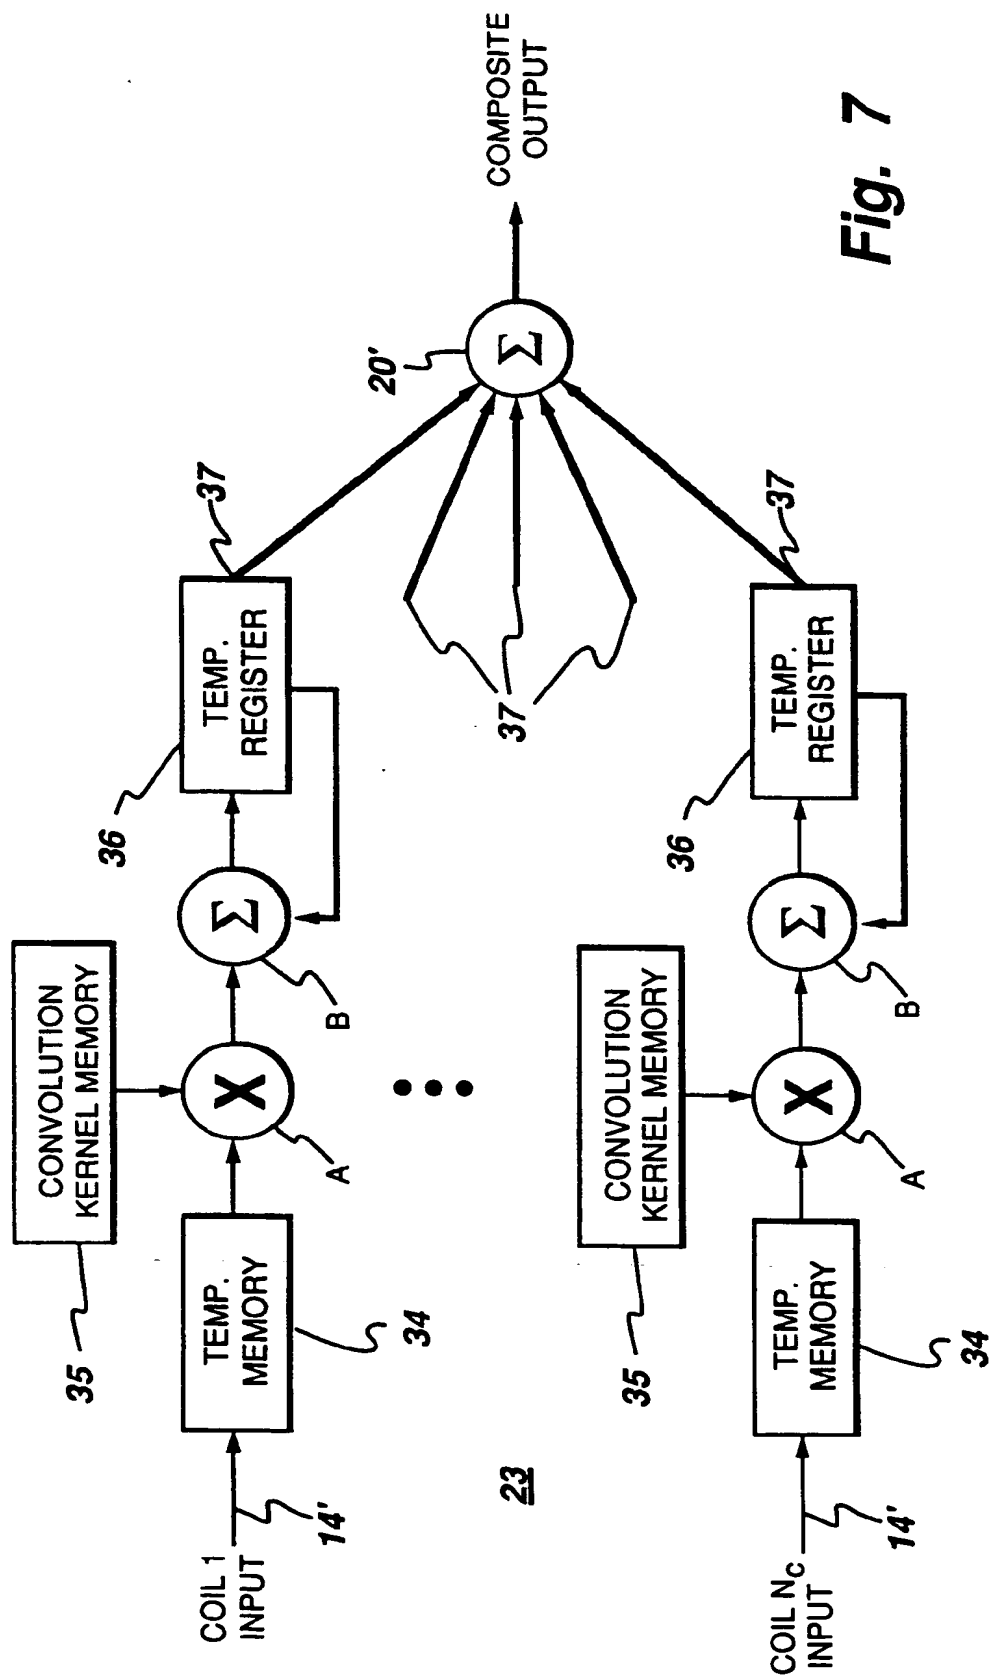 COIL 1
INPUT
14'
TEMP.
MEMORY
34
CONVOLUTION
KERNEL MEMORY
35
X
A
Σ
B
TEMP.
REGISTER
36
37
37
20'
Σ
COMPOSITE
OUTPUT
23
COIL NC
INPUT
14'
TEMP.
MEMORY
34
CONVOLUTION
KERNEL MEMORY
35
X
A
Σ
B
TEMP.
REGISTER
36
37
Fig. 7